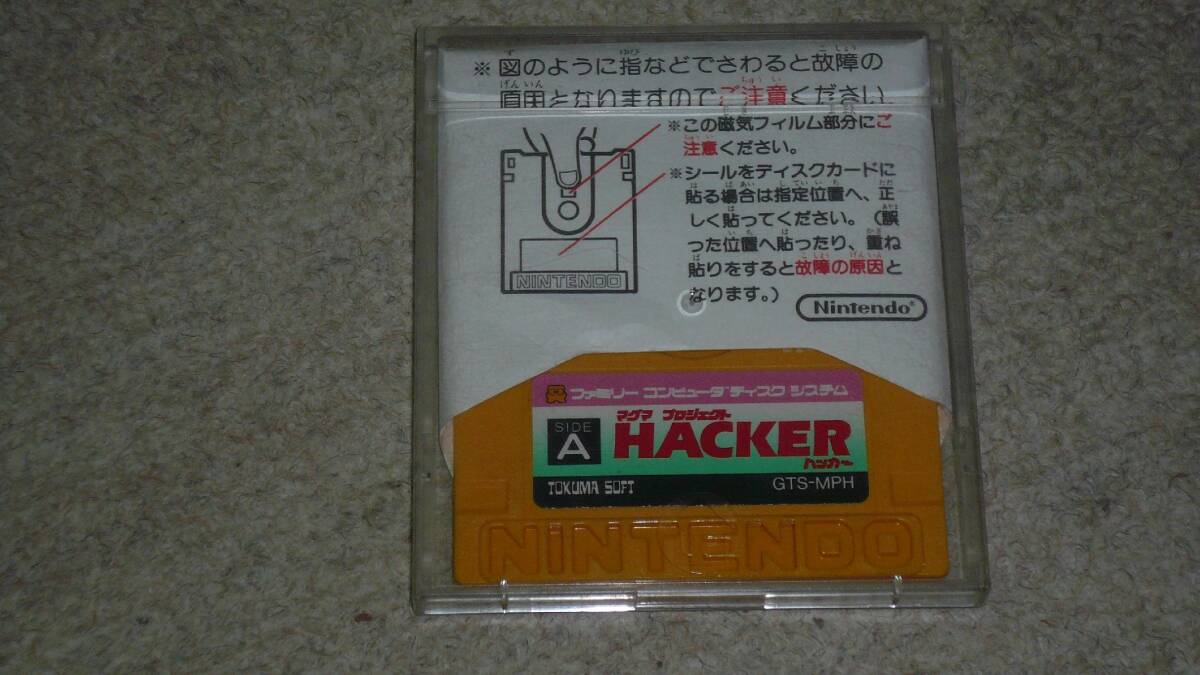 ※図のように指などでさわると故障の
原因となりますのでご注意ください。
※この磁気フィルム部分にご
注意ください。
※シールをディスクカードに
貼る場合は指定位置へ、正
しく貼ってください。（誤
った位置へ貼ったり、重ね
貼りをすると故障の原因と
なります。）
NINTENDO
Nintendo®
ファミリー コンピュータ ディスク システム
SIDE
A
マグマ プロジェクト
HACKER
ハッカー
TOKUMA SOFT
GTS-MPH
NINTENDO